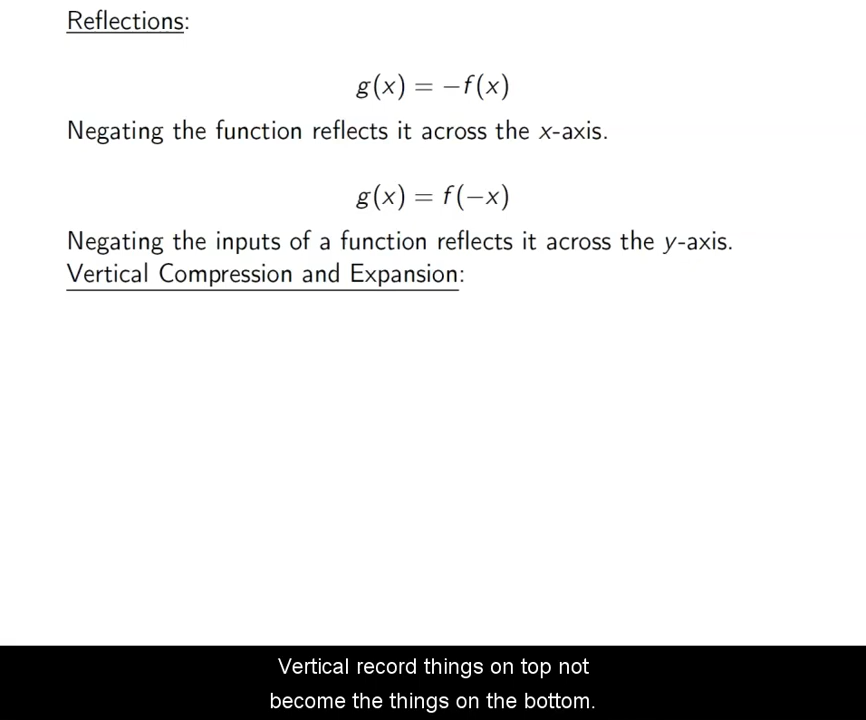 Reflections:
g(x) = −f(x)
Negating the function reflects it across the x-axis.
g(x) = f(−x)
Negating the inputs of a function reflects it across the y-axis.
Vertical Compression and Expansion:
Vertical record things on top not
become the things on the bottom.